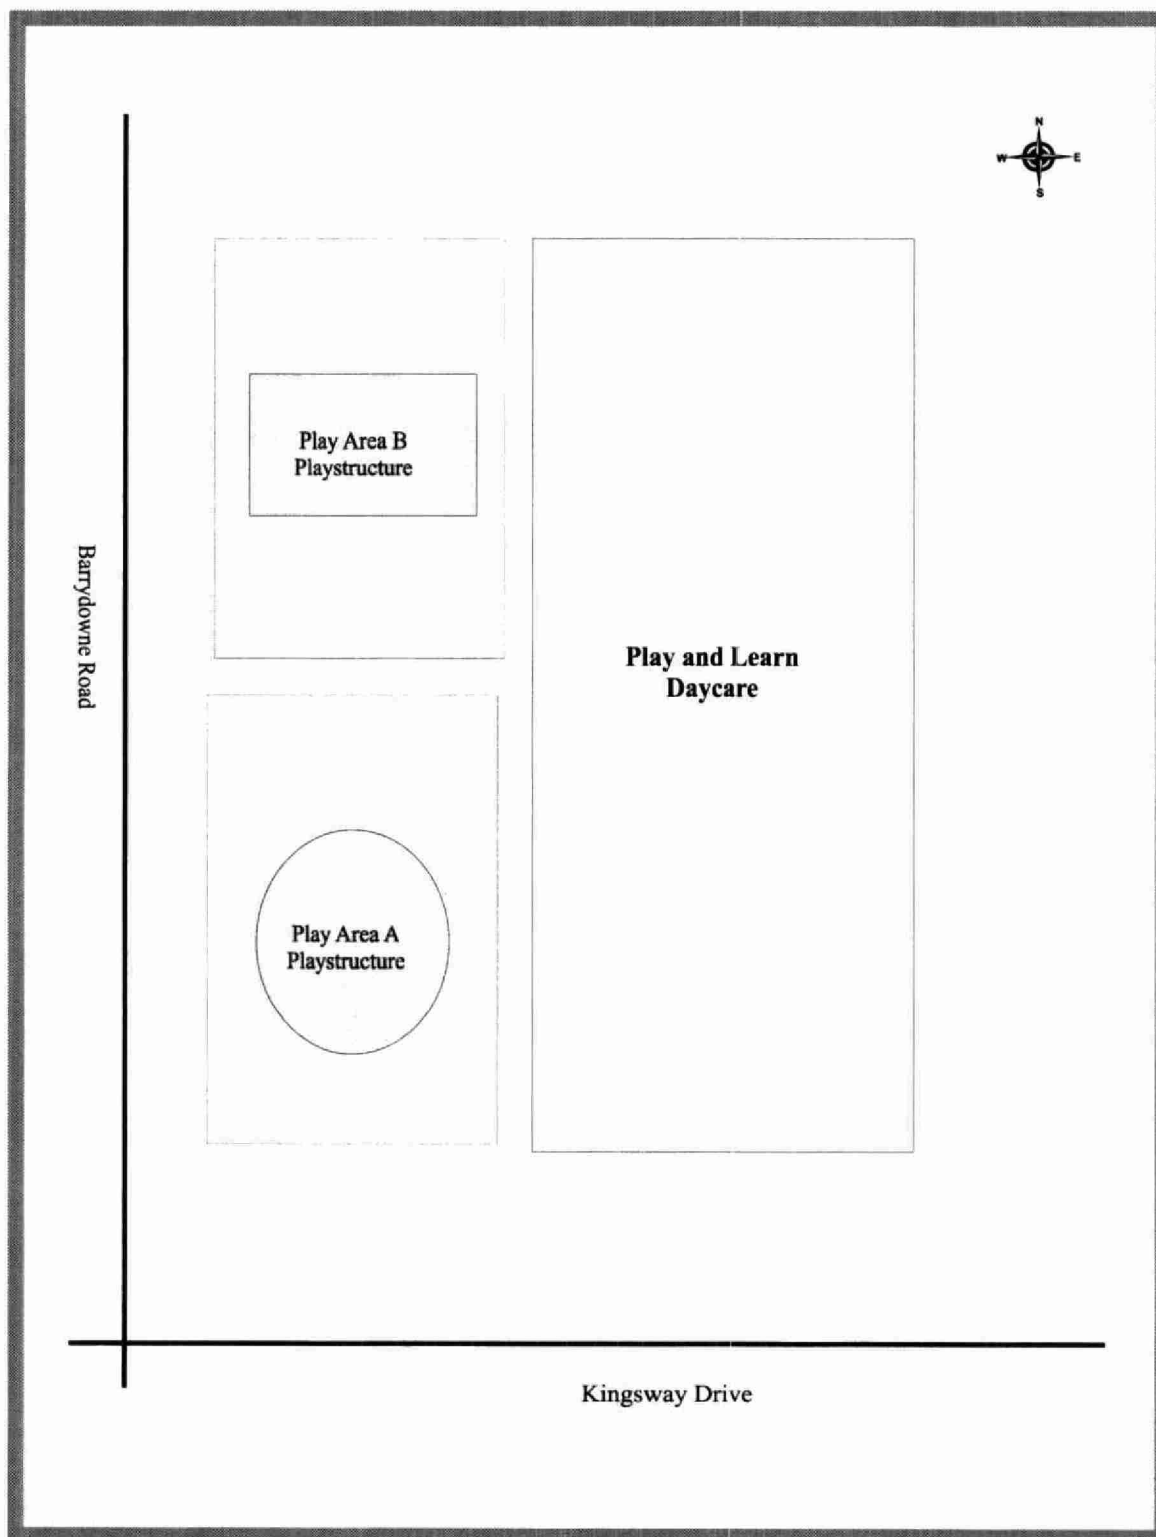 N
W E
S
Play Area B
Playstructure
Barrydowne Road
Play and Learn
Daycare
Play Area A
Playstructure
Kingsway Drive